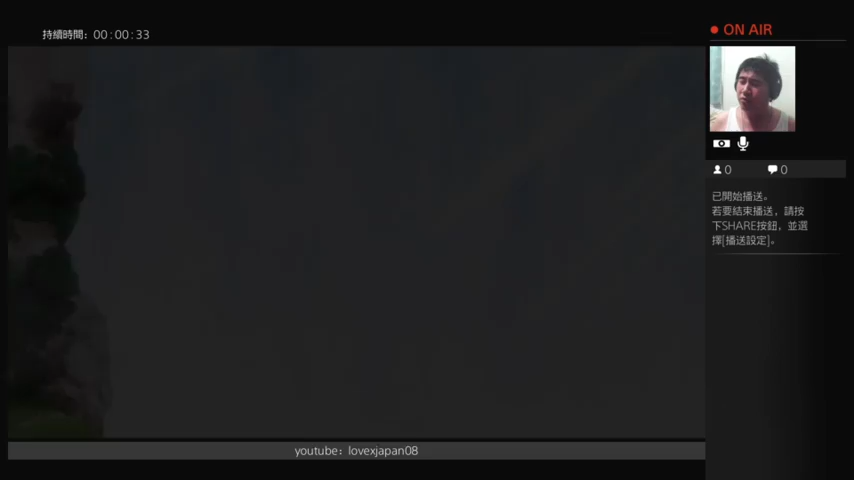 持續時間：00:00:33
ON AIR
0
0
已開始播送。
若要結束播送，請按
下SHARE按鈕，並選
擇[播送設定]。
youtube：lovexjapan08